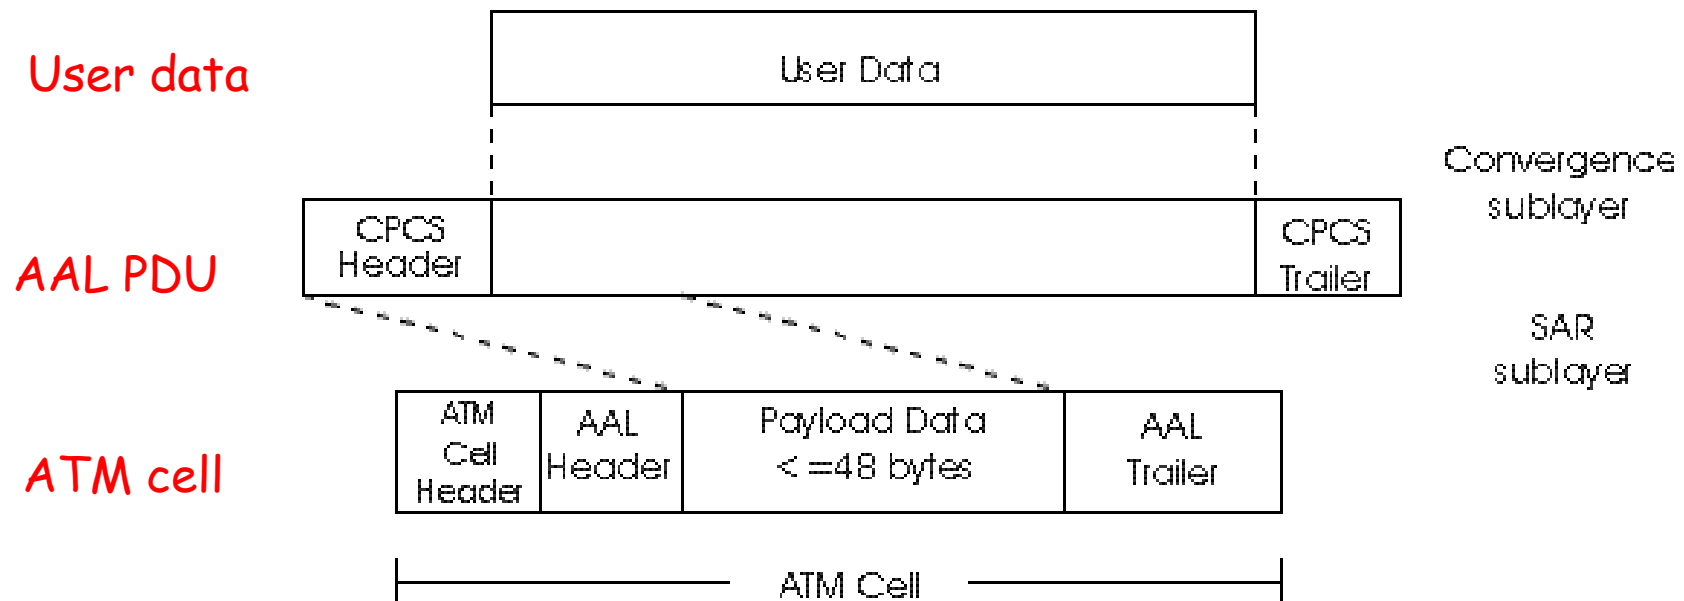 User data
User Data
Convergence
sublayer
CPCS
Header
CPCS
Trailer
AAL PDU
SAR
sublayer
ATM cell
ATM
Cell
Header
AAL
Header
Payload Data
< =48 bytes
AAL
Trailer
ATM Cell